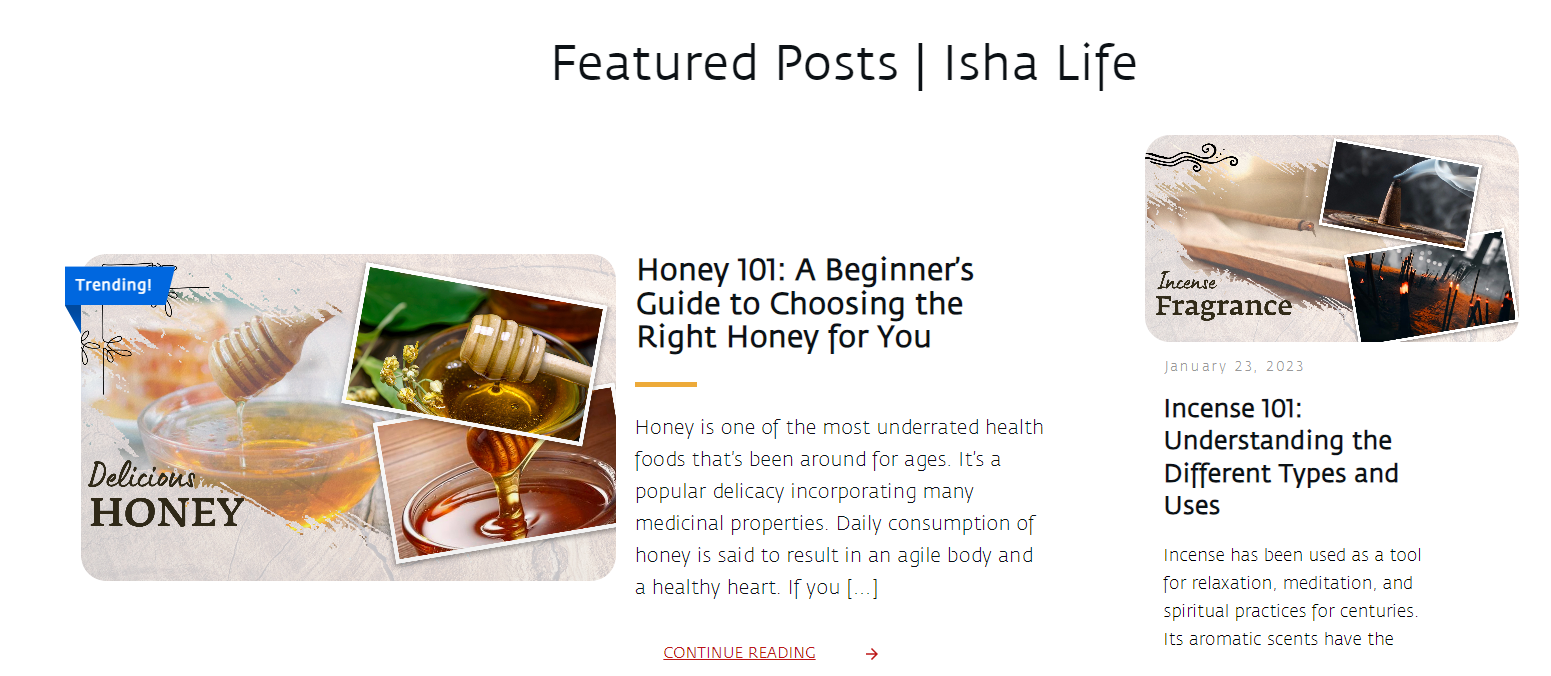 Featured Posts | Isha Life
Trending!
Delicious
HONEY
Honey 101: A Beginner's
Guide to Choosing the
Right Honey for You
Honey is one of the most underrated health
foods that's been around for ages. It's a
popular delicacy incorporating many
medicinal properties. Daily consumption of
honey is said to result in an agile body and
a healthy heart. If you [...]
CONTINUE READING
Incense
Fragrance
January 23, 2023
Incense 101:
Understanding the
Different Types and
Uses
Incense has been used as a tool
for relaxation, meditation, and
spiritual practices for centuries.
Its aromatic scents have the